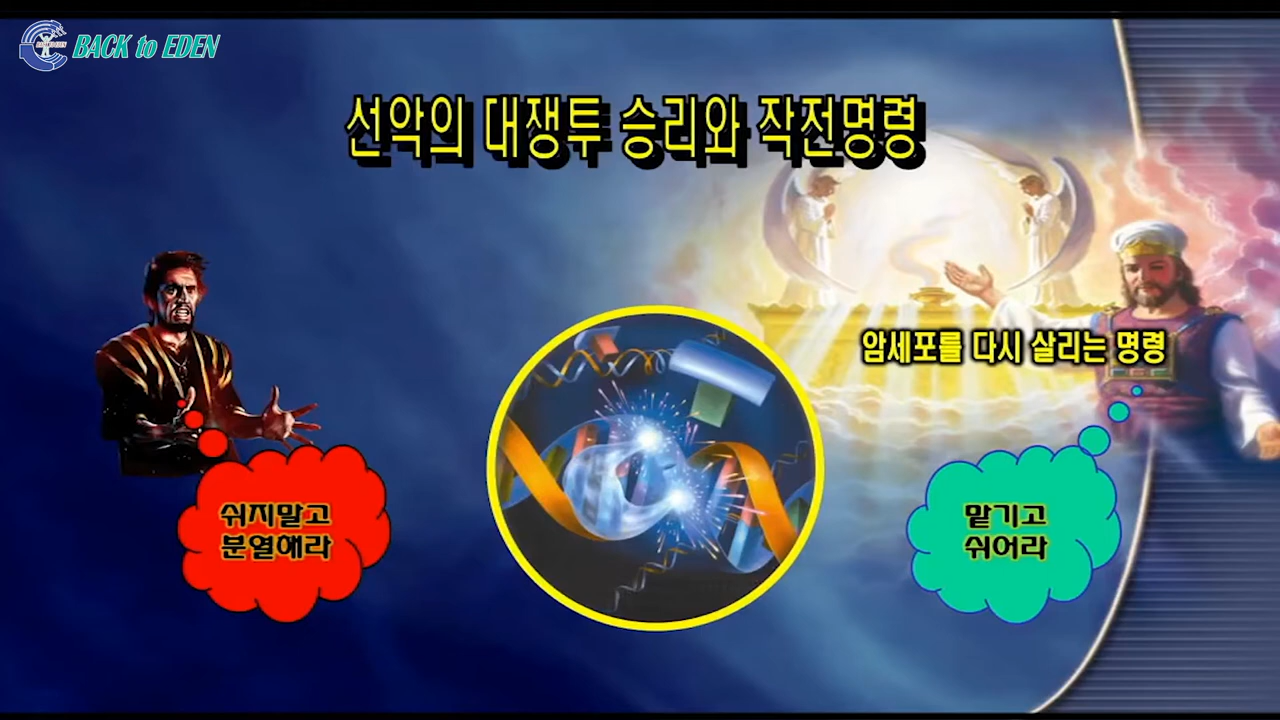 BACK to EDEN
선악의 대쟁투 승리와 작전명령
암세포를 다시 살리는 명령
쉬지말고
분열해라
맡기고
쉬어라